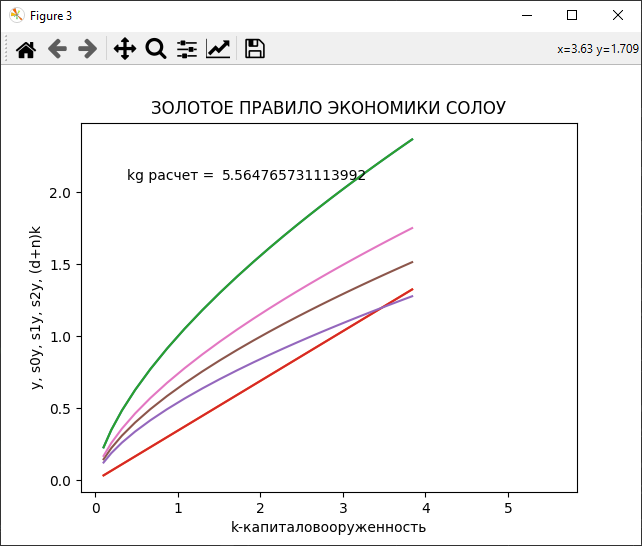 Figure 3
x=3.63 y=1.709
ЗОЛОТОЕ ПРАВИЛО ЭКОНОМИКИ СОЛОУ
kg расчет = 5.564765731113992
y, s0y, s1y, s2y, (d+n)k
2.0
1.5
1.0
0.5
0.0
0 1 2 3 4 5
k-капиталовооруженность